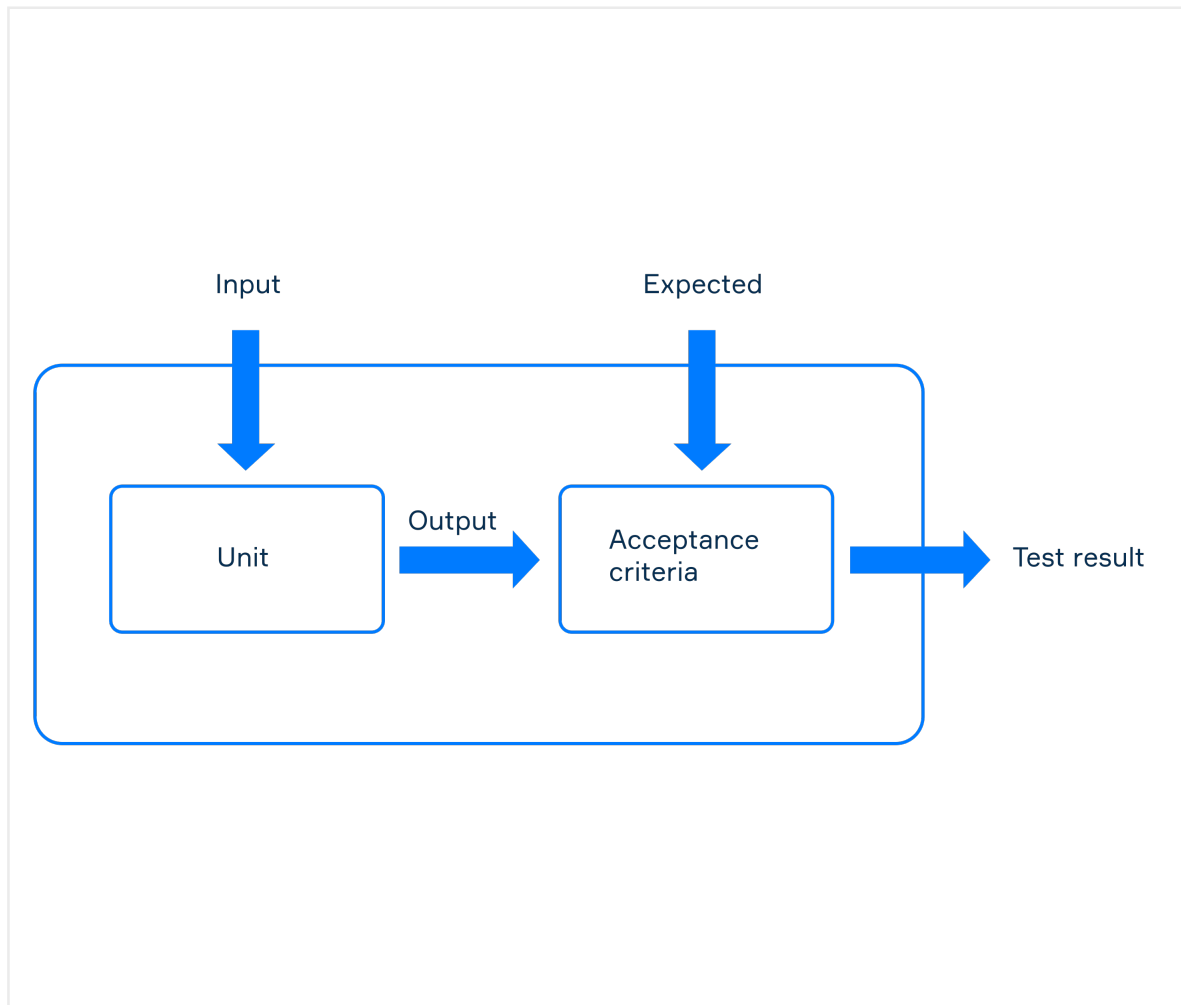 Input
Expected
Unit
Output
Acceptance
criteria
Test result